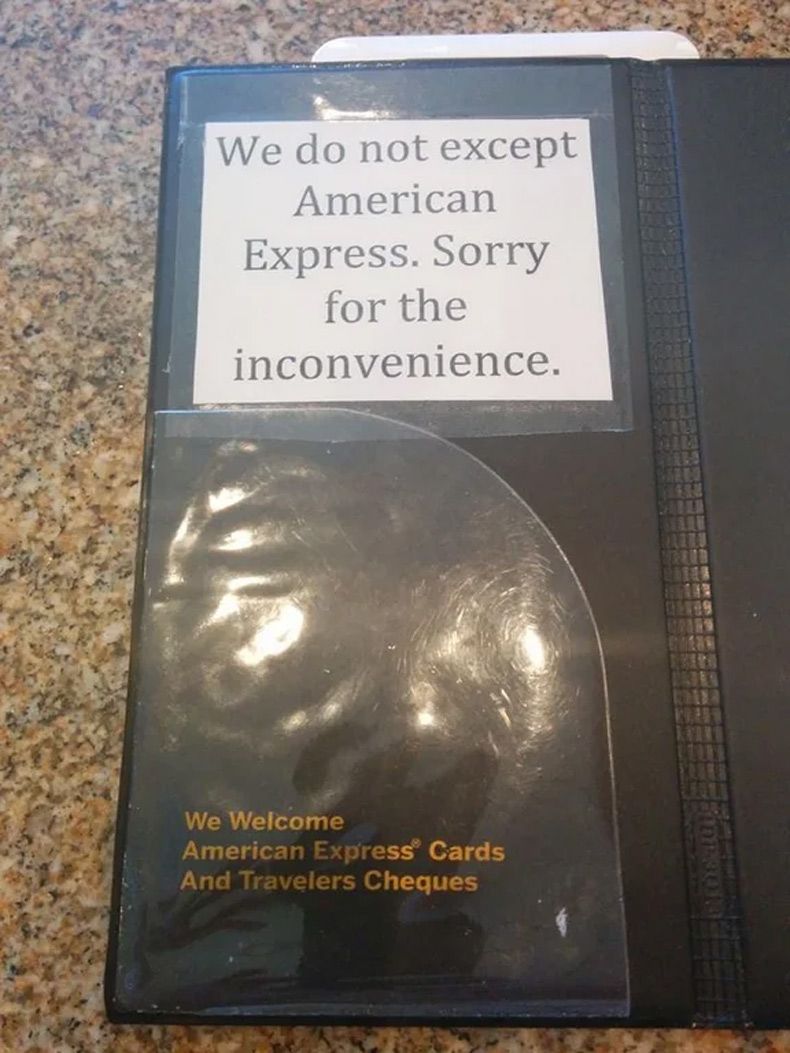 We do not except
American
Express. Sorry
for the
inconvenience.
We Welcome
American Express® Cards
And Travelers Cheques